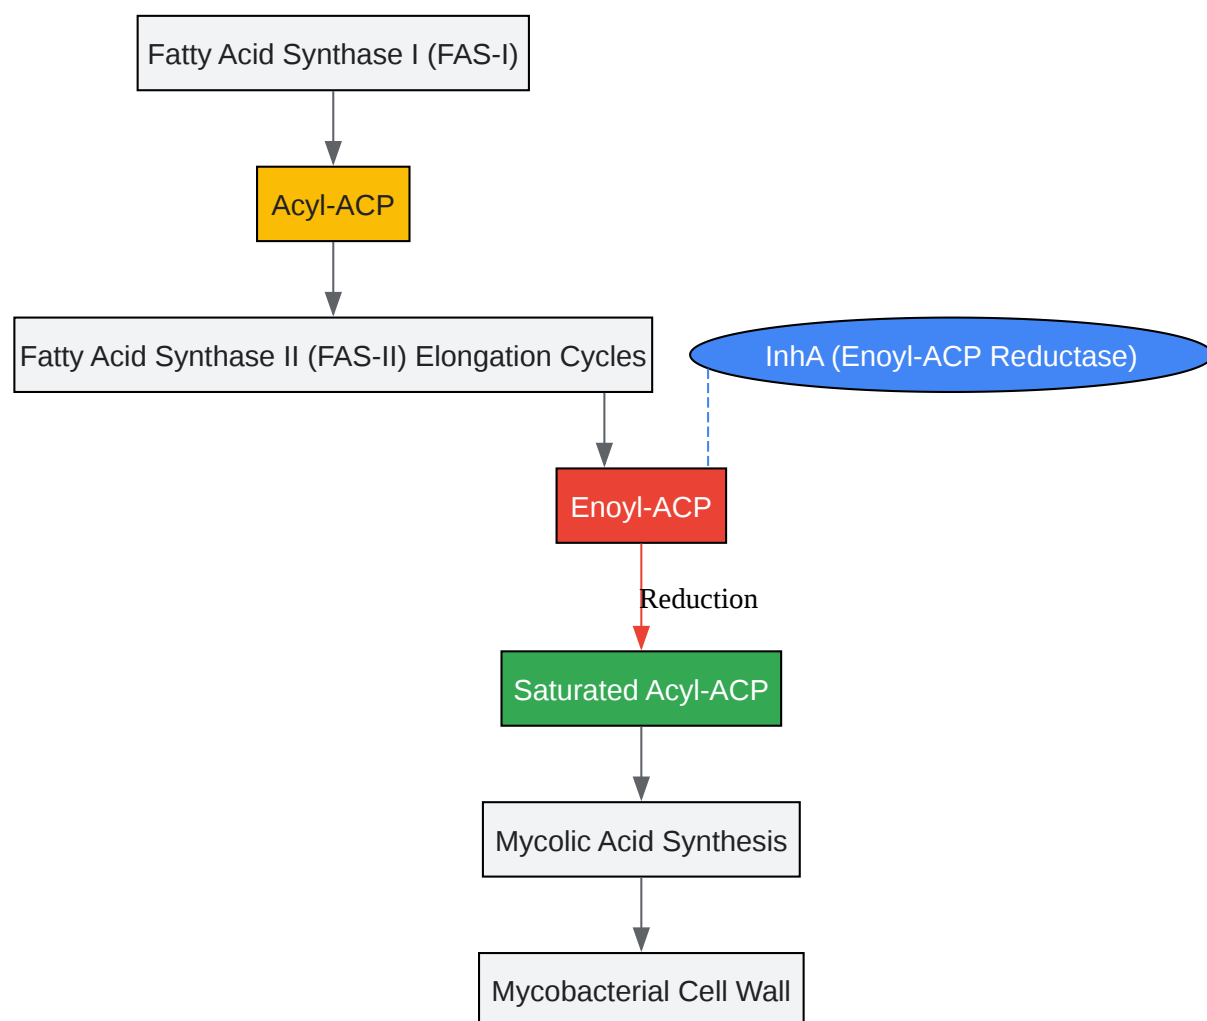 Fatty Acid Synthase I (FAS-I)
Acyl-ACP
Fatty Acid Synthase II (FAS-II) Elongation Cycles
InhA (Enoyl-ACP Reductase)
Enoyl-ACP
Reduction
Saturated Acyl-ACP
Mycolic Acid Synthesis
Mycobacterial Cell Wall